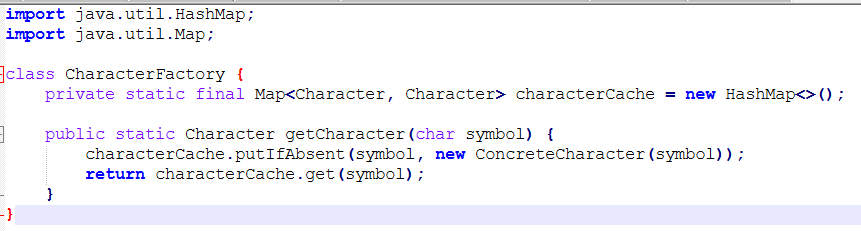 import java.util.HashMap;
import java.util.Map;
class CharacterFactory {
    private static final Map<Character, Character> characterCache = new HashMap<>();
    public static Character getCharacter(char symbol) {
        characterCache.putIfAbsent(symbol, new ConcreteCharacter(symbol));
        return characterCache.get(symbol);
    }
}